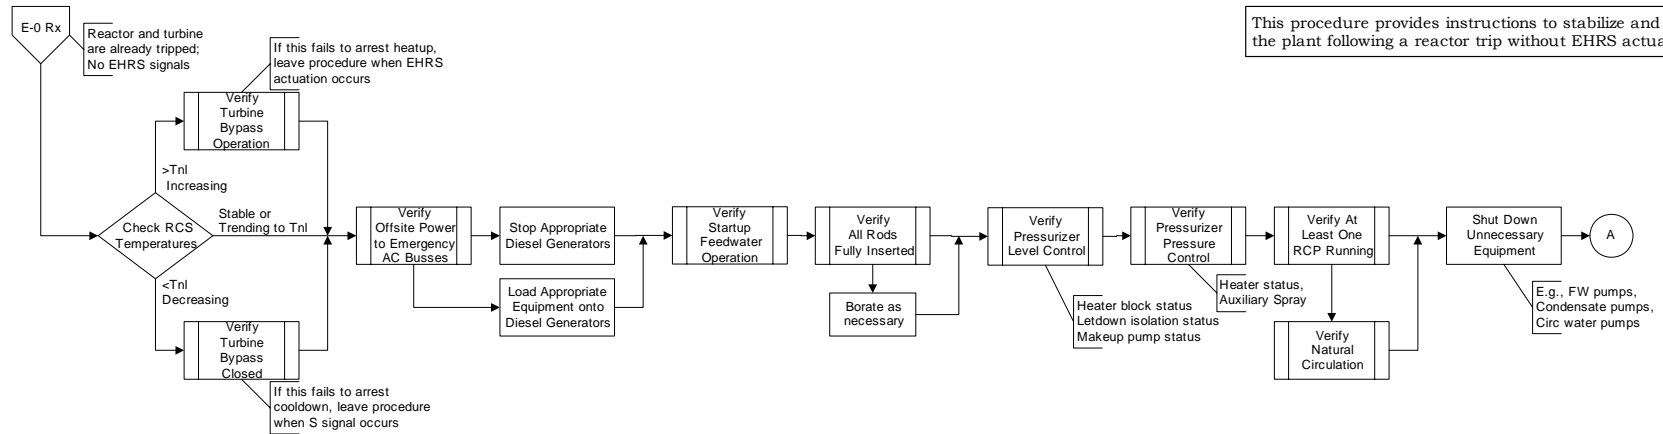 E-0 Rx
Reactor and turbine
are already tripped;
No EHRS signals
If this fails to arrest heatup,
leave procedure when EHRS
actuation occurs
This procedure provides instructions to stabilize and
the plant following a reactor trip without EHRS
Verify
Turbine
Bypass
Operation
>Tnl
Increasing
Check RCS
Temperatures
Stable or
Trending to Tnl
<Tnl
Decreasing
Verify
Turbine
Bypass
Closed
If this fails to arrest
cooldown, leave procedure
when S signal occurs
Verify
Offsite Power
to Emergency
AC Busses
Stop Appropriate
Diesel Generators
Load Appropriate
Equipment onto
Diesel Generators
Verify
Startup
Feedwater
Operation
Verify
All Rods
Fully Inserted
Borate as
necessary
Verify
Pressurizer
Level Control
Heater block status
Letdown isolation status
Makeup pump status
Verify
Pressurizer
Pressure
Control
Heater status,
Auxiliary Spray
Verify At
Least One
RCP Running
Verify
Natural
Circulation
Shut Down
Unnecessary
Equipment
E.g., FW pumps,
Condensate pumps,
Circ water pumps
A